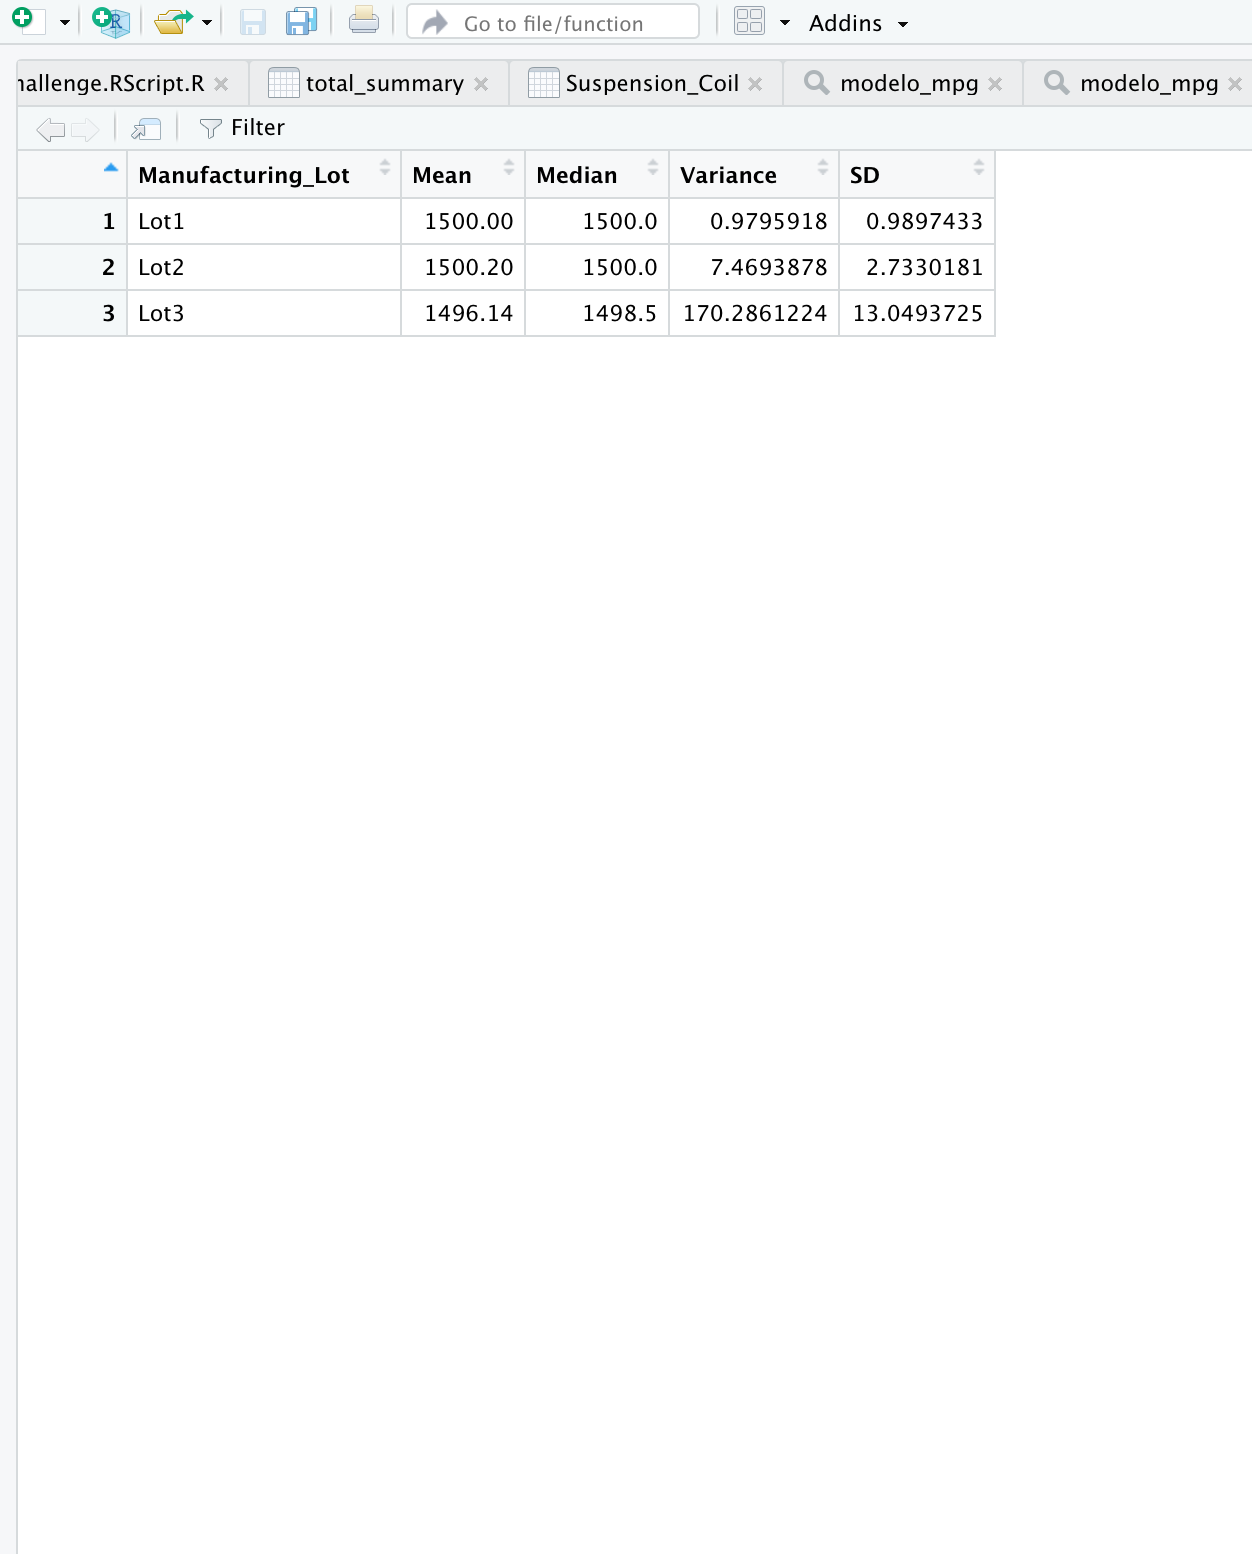 Go to file/function Addins
hallenge.RScript.R total_summary Suspension_Coil modelo_mpg modelo_mpg
Filter
Manufacturing_Lot Mean Median Variance SD
1 Lot1 1500.00 1500.0 0.9795918 0.9897433
2 Lot2 1500.20 1500.0 7.4693878 2.7330181
3 Lot3 1496.14 1498.5 170.2861224 13.0493725